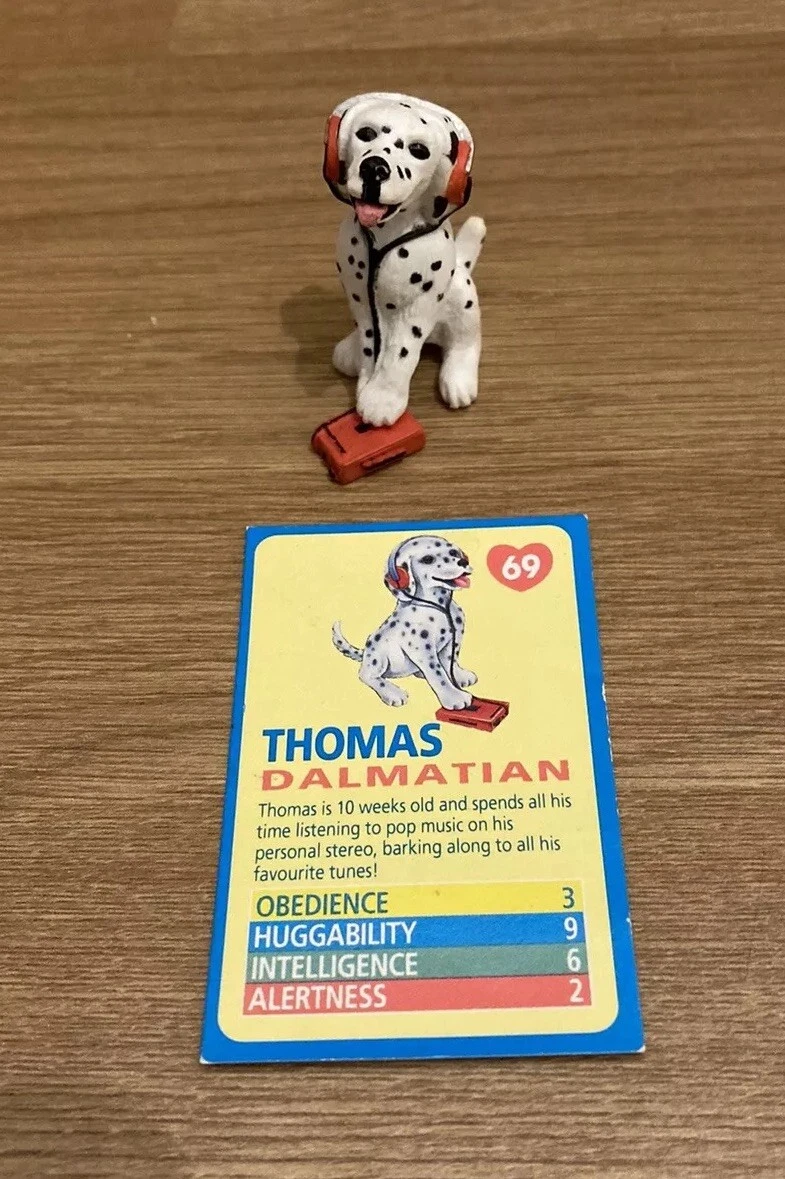 69
THOMAS
DALMATIAN
Thomas is 10 weeks old and spends all his
time listening to pop music on his
personal stereo, barking along to all his
favourite tunes!
OBEDIENCE 3
HUGGABILITY 9
INTELLIGENCE 6
ALERTNESS 2